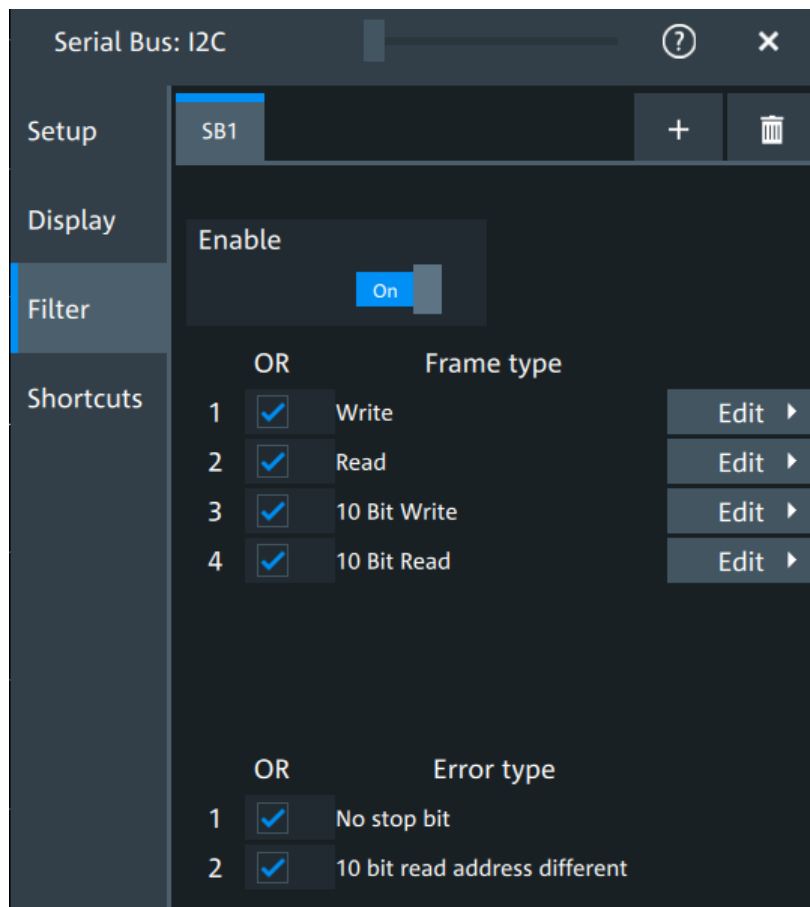 Serial Bus: I2C ? ×
Setup SB1 +
Display
Enable
On
Filter
OR Frame type
Shortcuts
1 Write Edit
2 Read Edit
3 10 Bit Write Edit
4 10 Bit Read Edit
OR Error type
1 No stop bit
2 10 bit read address different